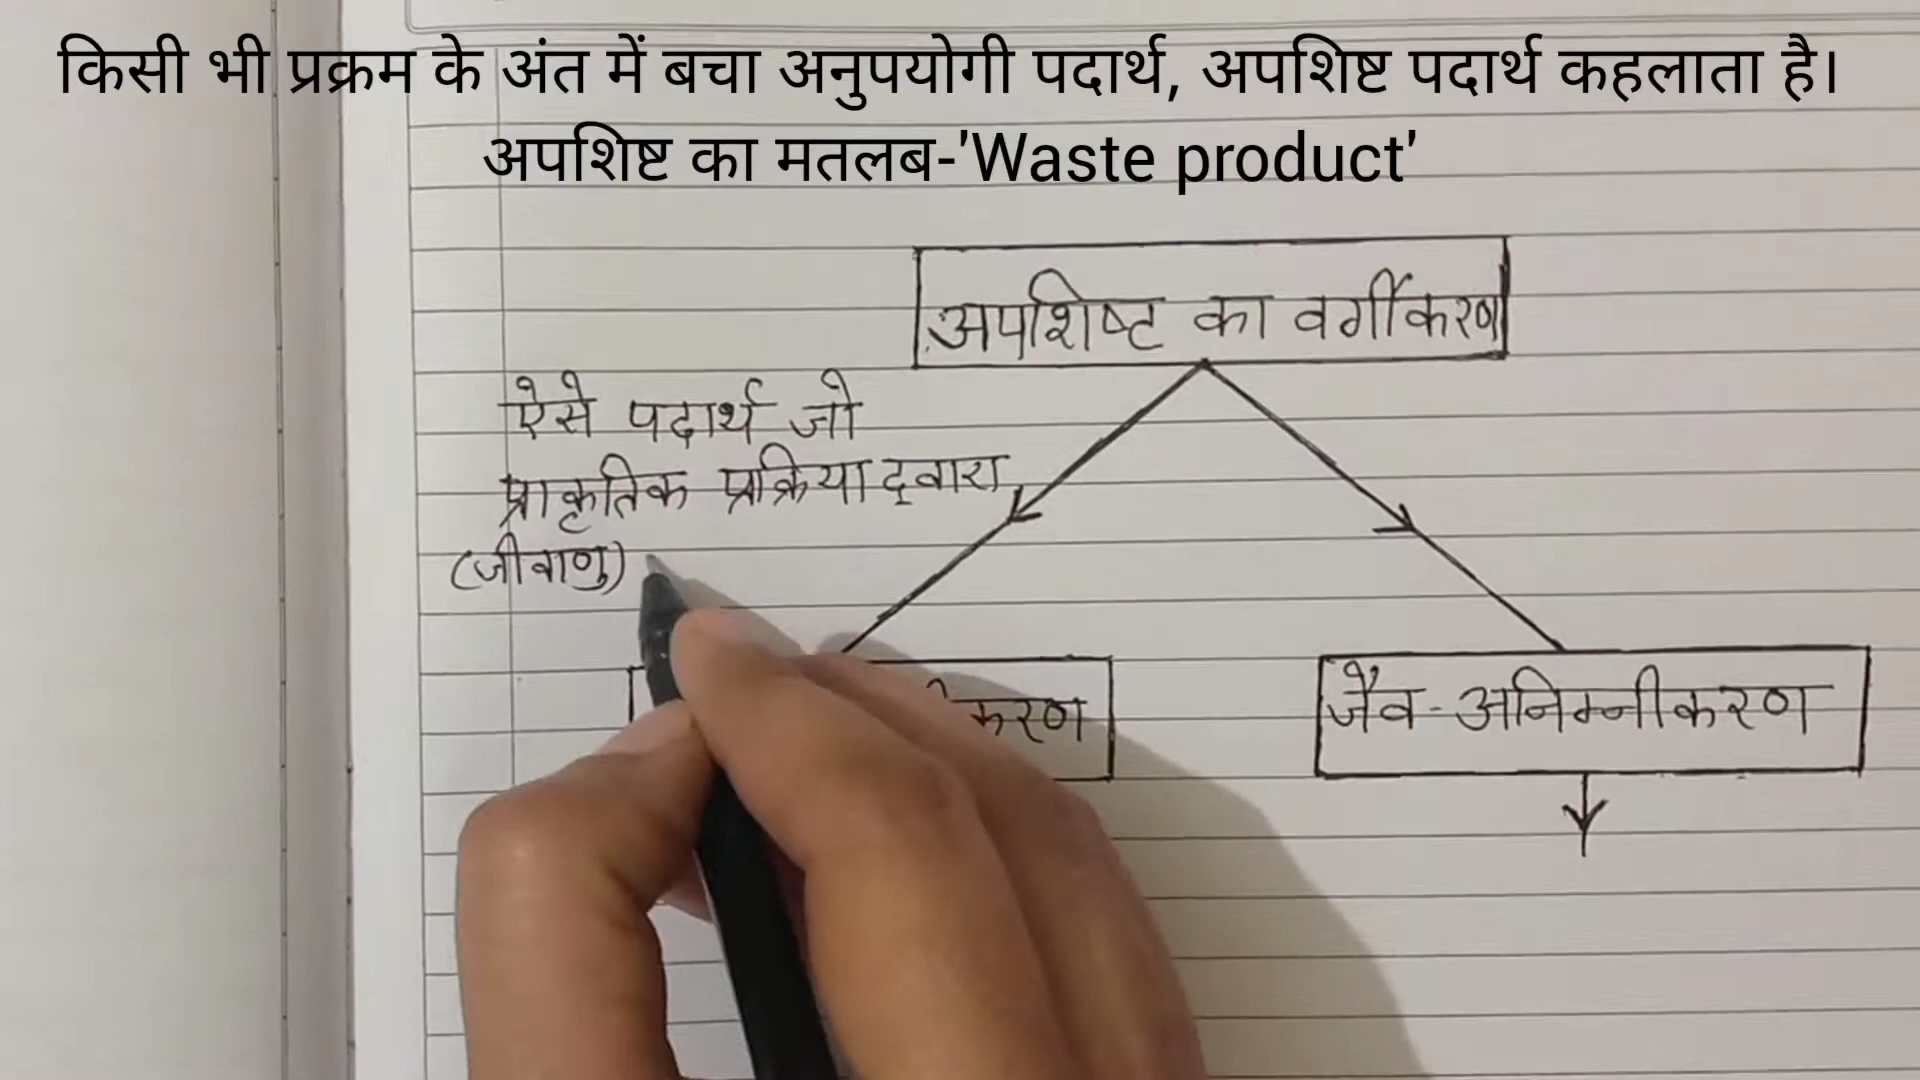 किसी भी प्रक्रम के अंत में बचा अनुपयोगी पदार्थ, अपशिष्ट पदार्थ कहलाता है।
अपशिष्ट का मतलब-'Waste product'
अपशिष्ट का वर्गीकरण
ऐसे पदार्थ जो
प्राकृतिक प्रक्रिया द्वारा
(जीवाणु)
जैव-अनिम्नीकरण